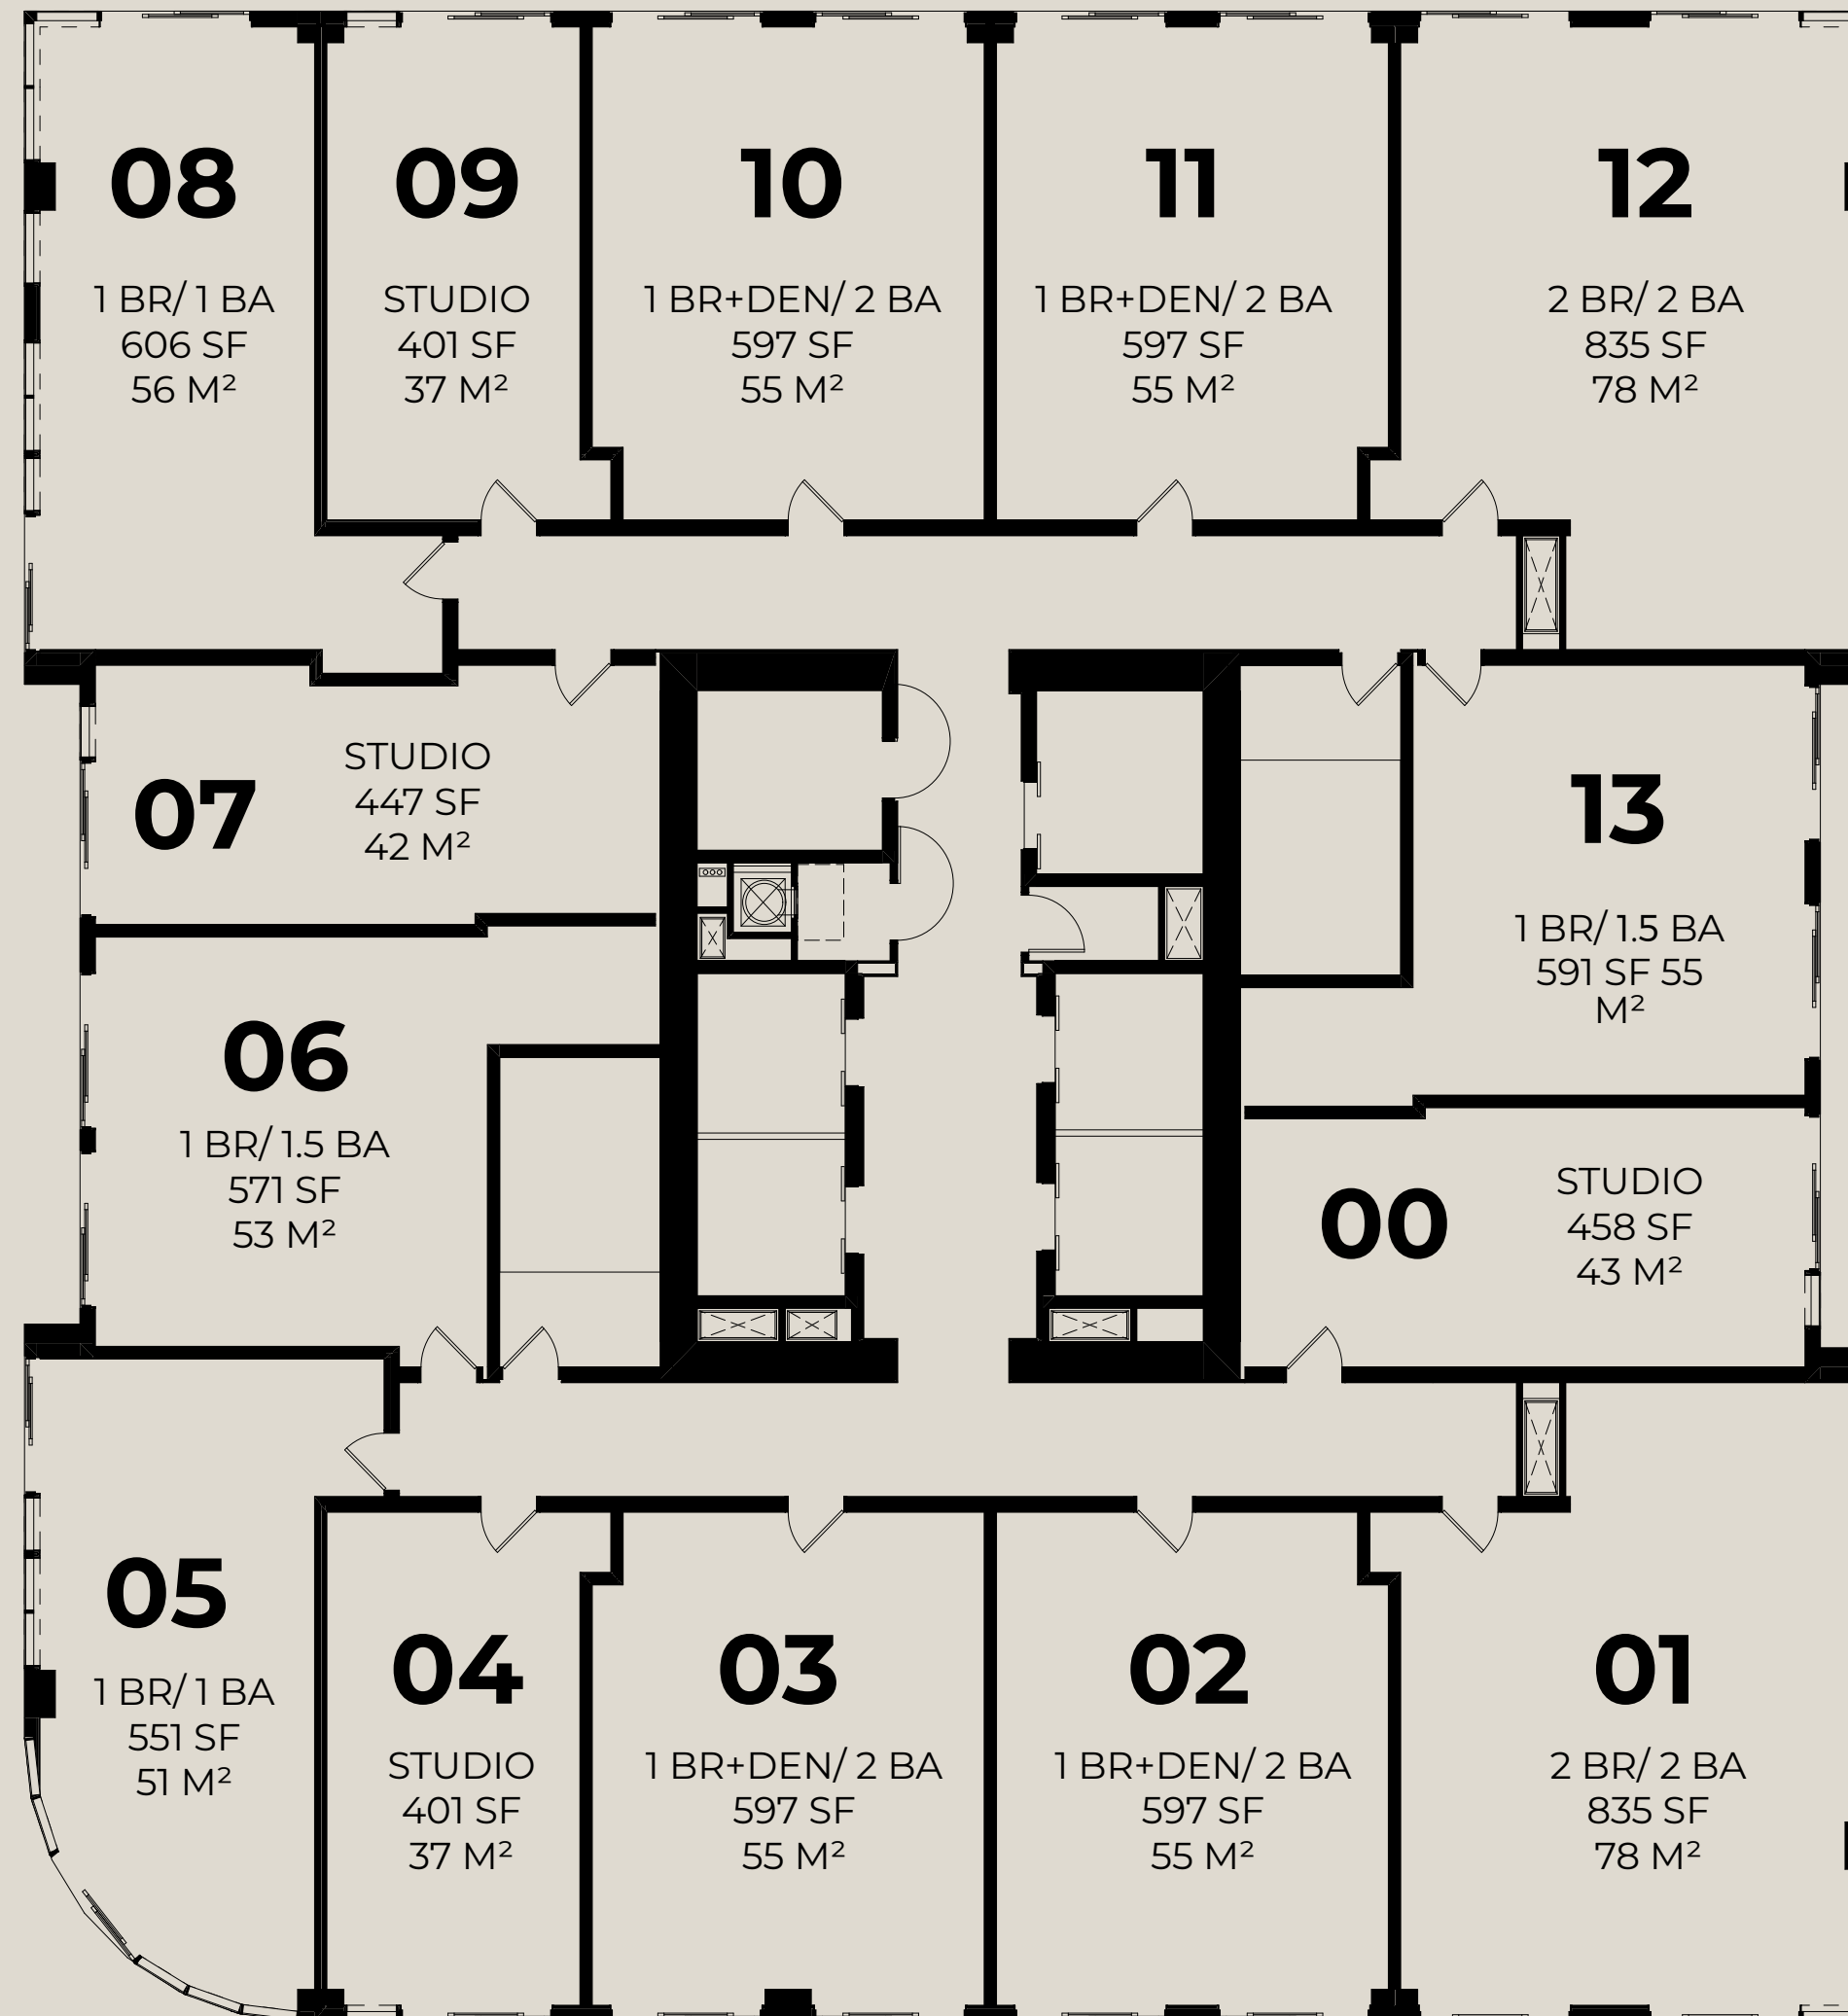 08
1 BR/ 1 BA
606 SF
56 M²
09
STUDIO
401 SF
37 M²
10
1 BR+DEN/ 2 BA
597 SF
55 M²
11
1 BR+DEN/ 2 BA
597 SF
55 M²
12
2 BR/ 2 BA
835 SF
78 M²
07
STUDIO
447 SF
42 M²
13
1 BR/ 1.5 BA
591 SF 55
M²
06
1 BR/ 1.5 BA
571 SF
53 M²
00
STUDIO
458 SF
43 M²
05
1 BR/ 1 BA
551 SF
51 M²
04
STUDIO
401 SF
37 M²
03
1 BR+DEN/ 2 BA
597 SF
55 M²
02
1 BR+DEN/ 2 BA
597 SF
55 M²
01
2 BR/ 2 BA
835 SF
78 M²